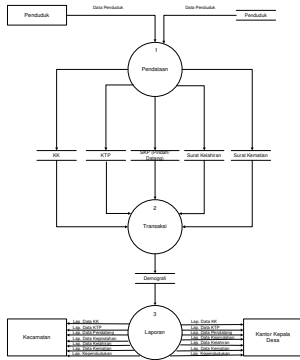 Data Penduduk
Data Penduduk
Penduduk
Penduduk
1
Pendataan
KK
KTP
SKP (Pindah/
Datang)
Surat Kelahiran
Surat Kematian
2
Transaksi
Demografi
3
Laporan
Kecamatan
Lap. Data KK
Lap. Data KTP
Lap. Data Pendatang
Lap. Data Kepindahan
Lap. Data Kelahiran
Lap. Data Kematian
Lap. Kependudukan
Lap. Data KK
Lap. Data KTP
Lap. Data Pendatang
Lap. Data Kepindahan
Lap. Data Kelahiran
Lap. Data Kematian
Lap. Kependudukan
Kantor Kepala
Desa